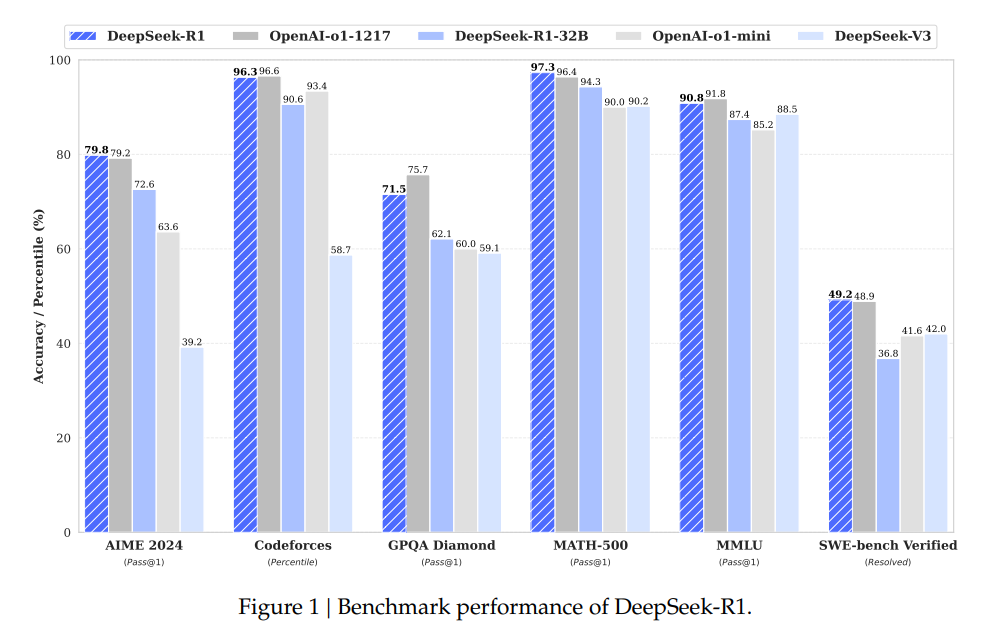 DeepSeek-R1 OpenAI-o1-1217 DeepSeek-R1-32B OpenAI-o1-mini DeepSeek-V3
Accuracy / Percentile (%)
100
80
60
40
20
0
79.8 79.2 72.6 63.6 39.2
96.3 96.6 90.6 93.4 58.7
71.5 75.7 62.1 60.0 59.1
97.3 96.4 94.3 90.0 90.2
90.8 91.8 87.4 85.2 88.5
49.2 48.9 36.8 41.6 42.0
AIME 2024 Codeforces GPQA Diamond MATH-500 MMLU SWE-bench Verified
(Pass@1) (Percentile) (Pass@1) (Pass@1) (Pass@1) (Resolved)
Figure 1 | Benchmark performance of DeepSeek-R1.